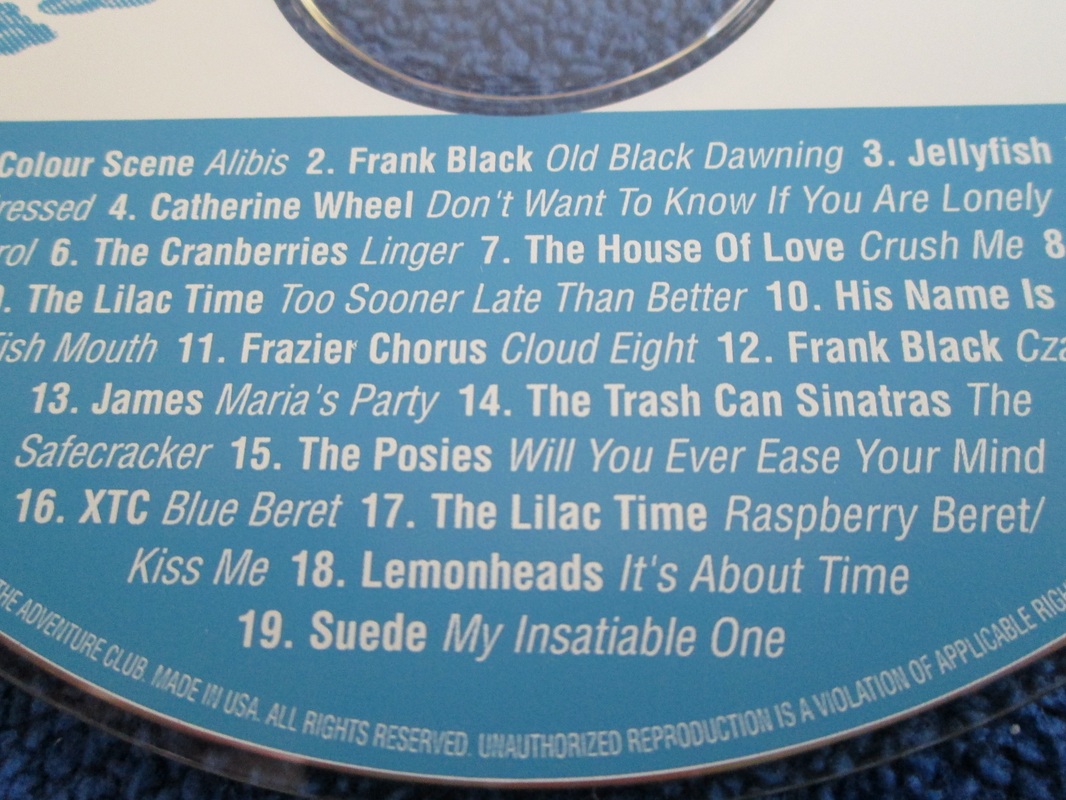 Colour Scene Alibis 2. Frank Black Old Black Dawning 3. Jellyfish
ressed 4. Catherine Wheel Don't Want To Know If You Are Lonely
rol 6. The Cranberries Linger 7. The House Of Love Crush Me 8
. The Lilac Time Too Sooner Late Than Better 10. His Name Is
ish Mouth 11. Frazier Chorus Cloud Eight 12. Frank Black Cza
13. James Maria's Party 14. The Trash Can Sinatras The
Safecracker 15. The Posies Will You Ever Ease Your Mind
16. XTC Blue Beret 17. The Lilac Time Raspberry Beret/
Kiss Me 18. Lemonheads It's About Time
19. Suede My Insatiable One
THE ADVENTURE CLUB. MADE IN USA. ALL RIGHTS RESERVED. UNAUTHORIZED REPRODUCTION IS A VIOLATION OF APPLICABLE RIGH